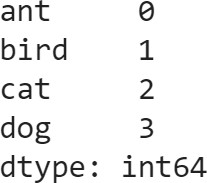 ant     0
bird    1
cat     2
dog     3
dtype: int64